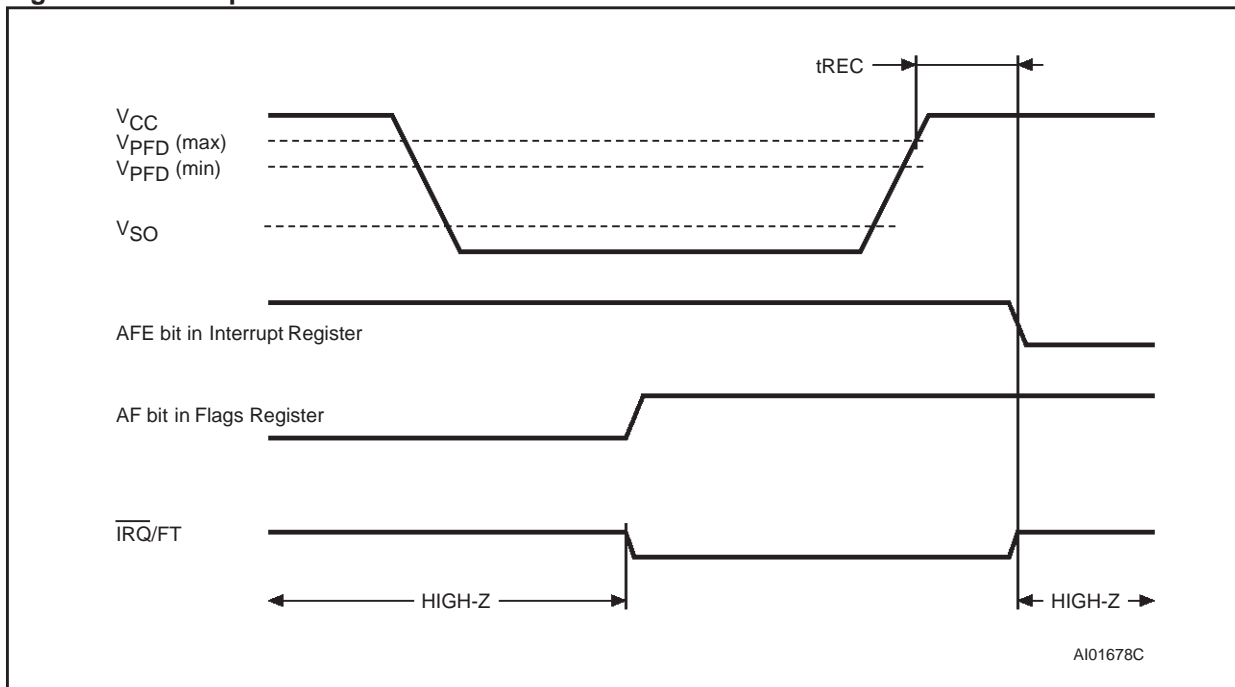 tREC
VCC
VPFD (max)
VPFD (min)
VSO
AFE bit in Interrupt Register
AF bit in Flags Register
IRQ/FT
HIGH-Z
HIGH-Z
AI01678C